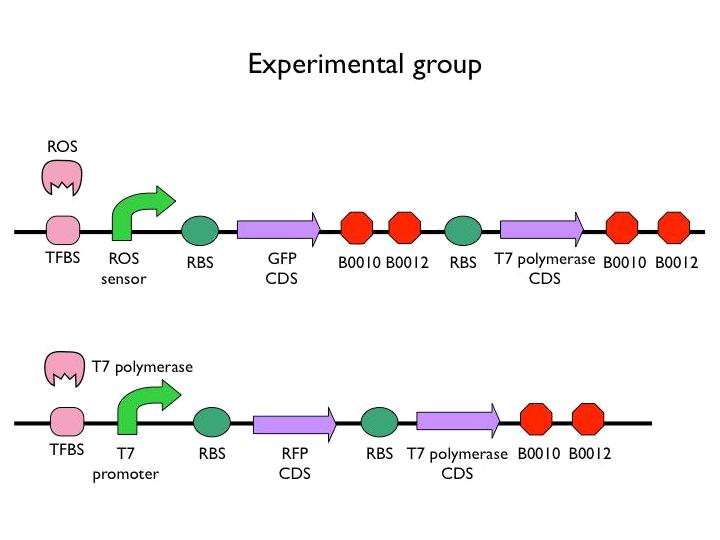 Experimental group
ROS
TFBS
ROS
sensor
RBS
GFP
CDS
B0010 B0012
RBS
T7 polymerase
CDS
B0010 B0012
T7 polymerase
TFBS
T7
promoter
RBS
RFP
CDS
RBS
T7 polymerase
CDS
B0010 B0012